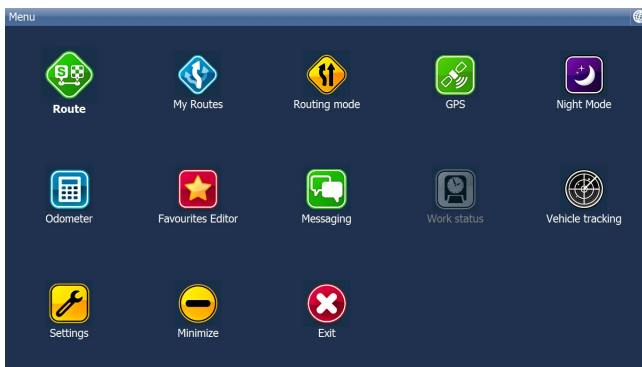 Menu
Route
My Routes
Routing mode
GPS
Night Mode
Odometer
Favourites Editor
Messaging
Work status
Vehicle tracking
Settings
Minimize
Exit